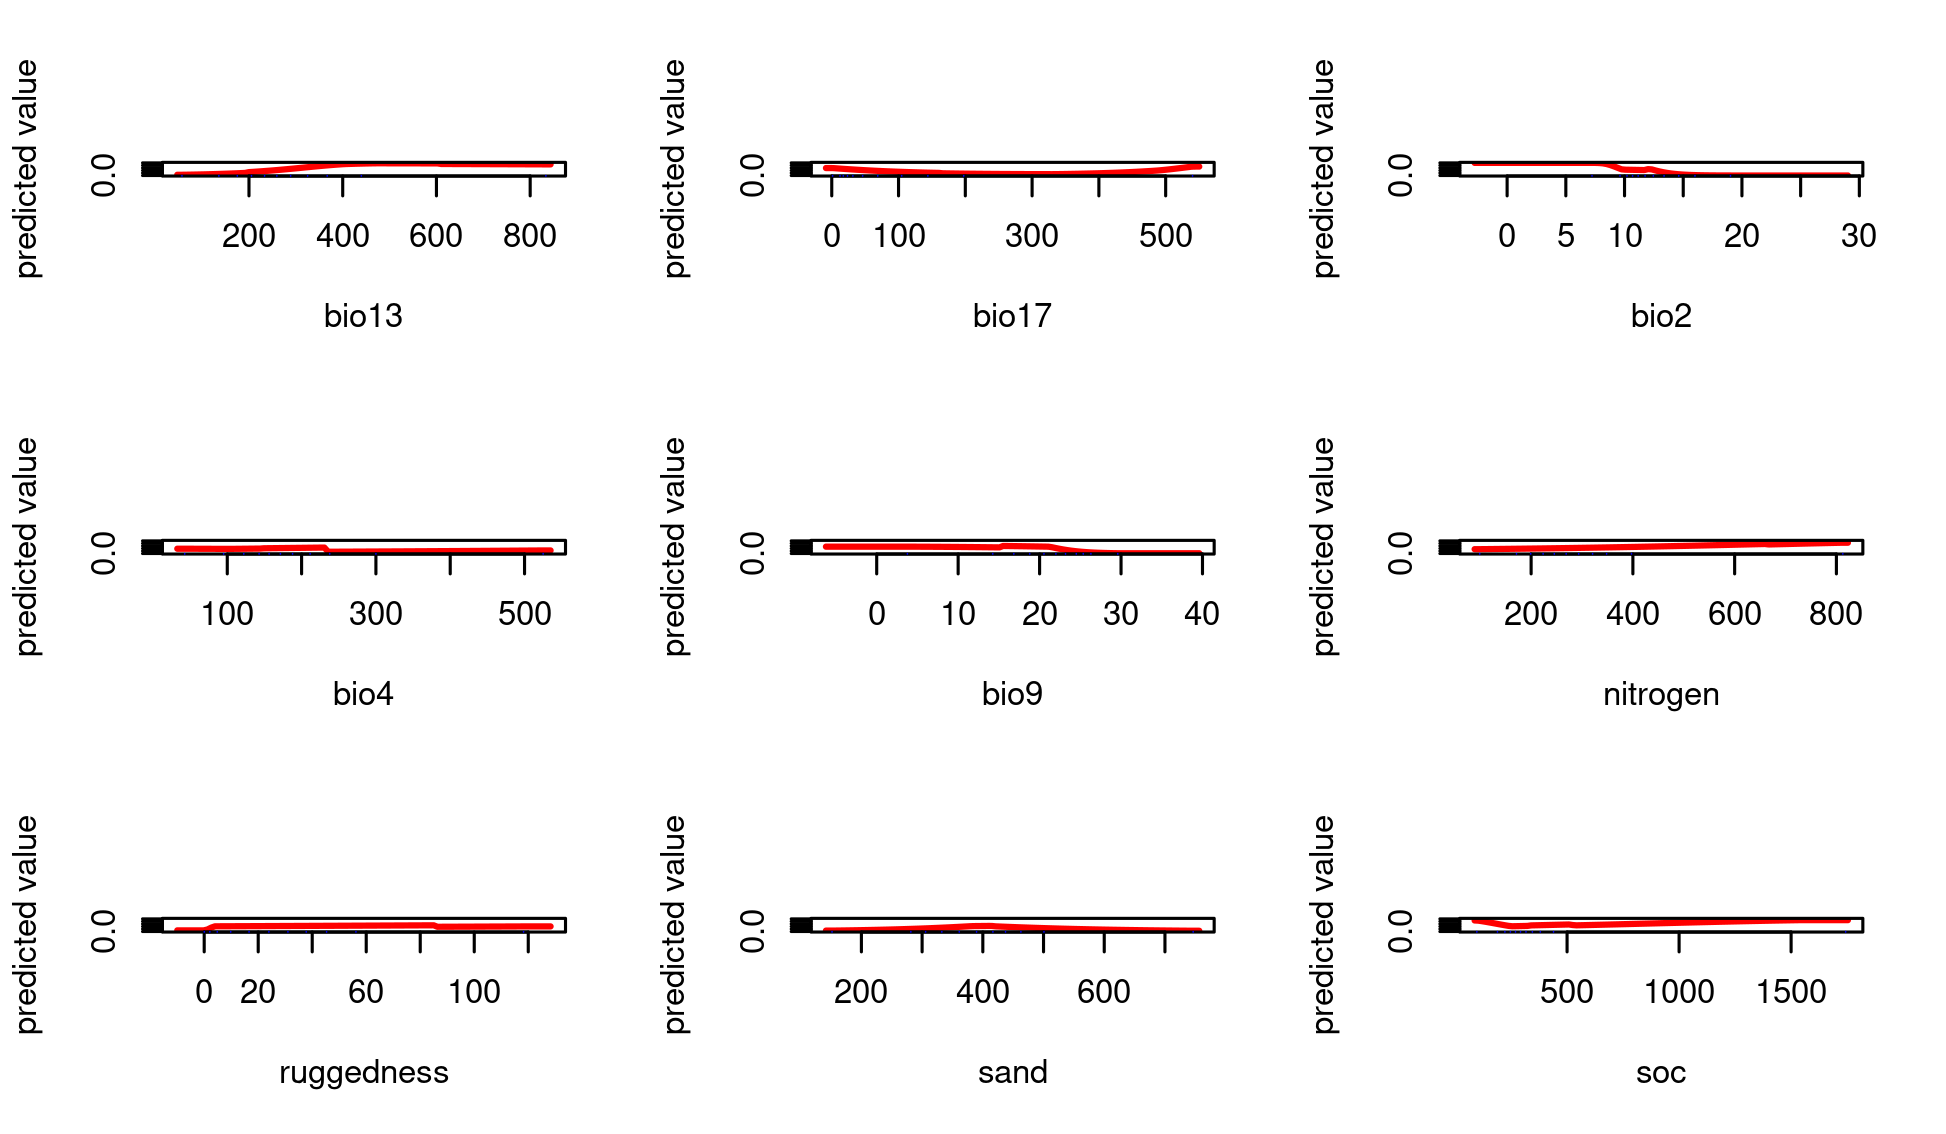 predicted value
0.0
200 400 600 800
bio13
predicted value
0.0
0 100 300 500
bio17
predicted value
0.0
0 5 10 20 30
bio2
predicted value
0.0
100 300 500
bio4
predicted value
0.0
0 10 20 30 40
bio9
predicted value
0.0
200 400 600 800
nitrogen
predicted value
0.0
0 20 60 100
ruggedness
predicted value
0.0
200 400 600
sand
predicted value
0.0
500 1000 1500
soc